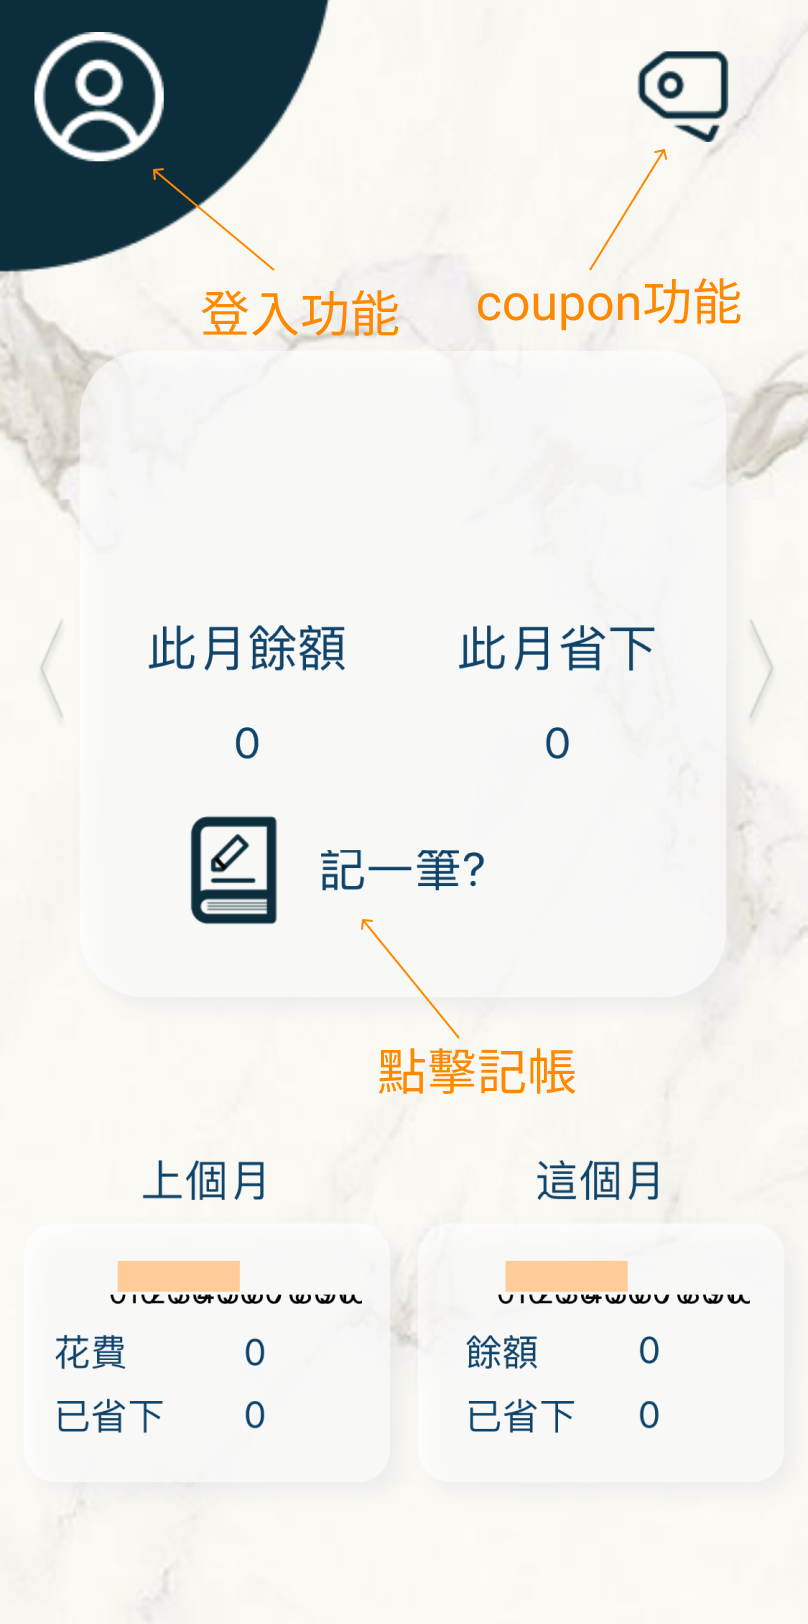 登入功能
coupon功能
此月餘額 此月省下
0 0
記一筆?
點擊記帳
上個月 這個月
花費 0
餘額 0
已省下 0
已省下 0